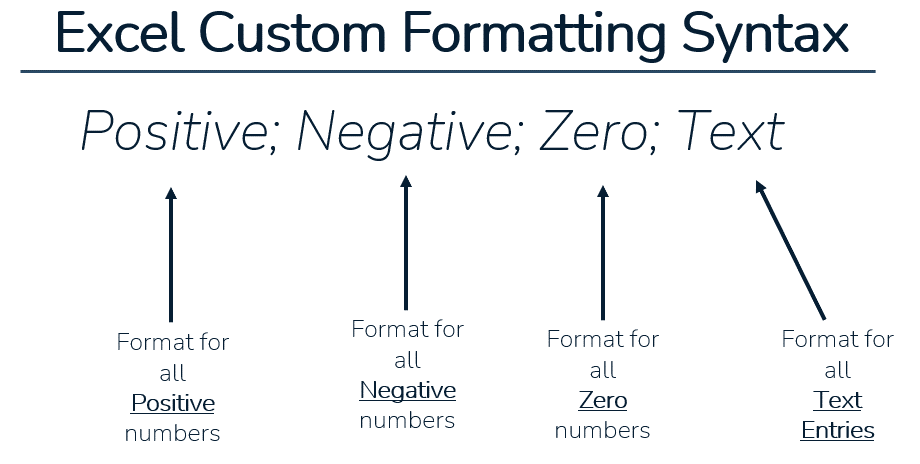 Excel Custom Formatting Syntax
Positive; Negative; Zero; Text
Format for
all
Positive
numbers
Format for
all
Negative
numbers
Format for
all
Zero
numbers
Format for
all
Text
Entries